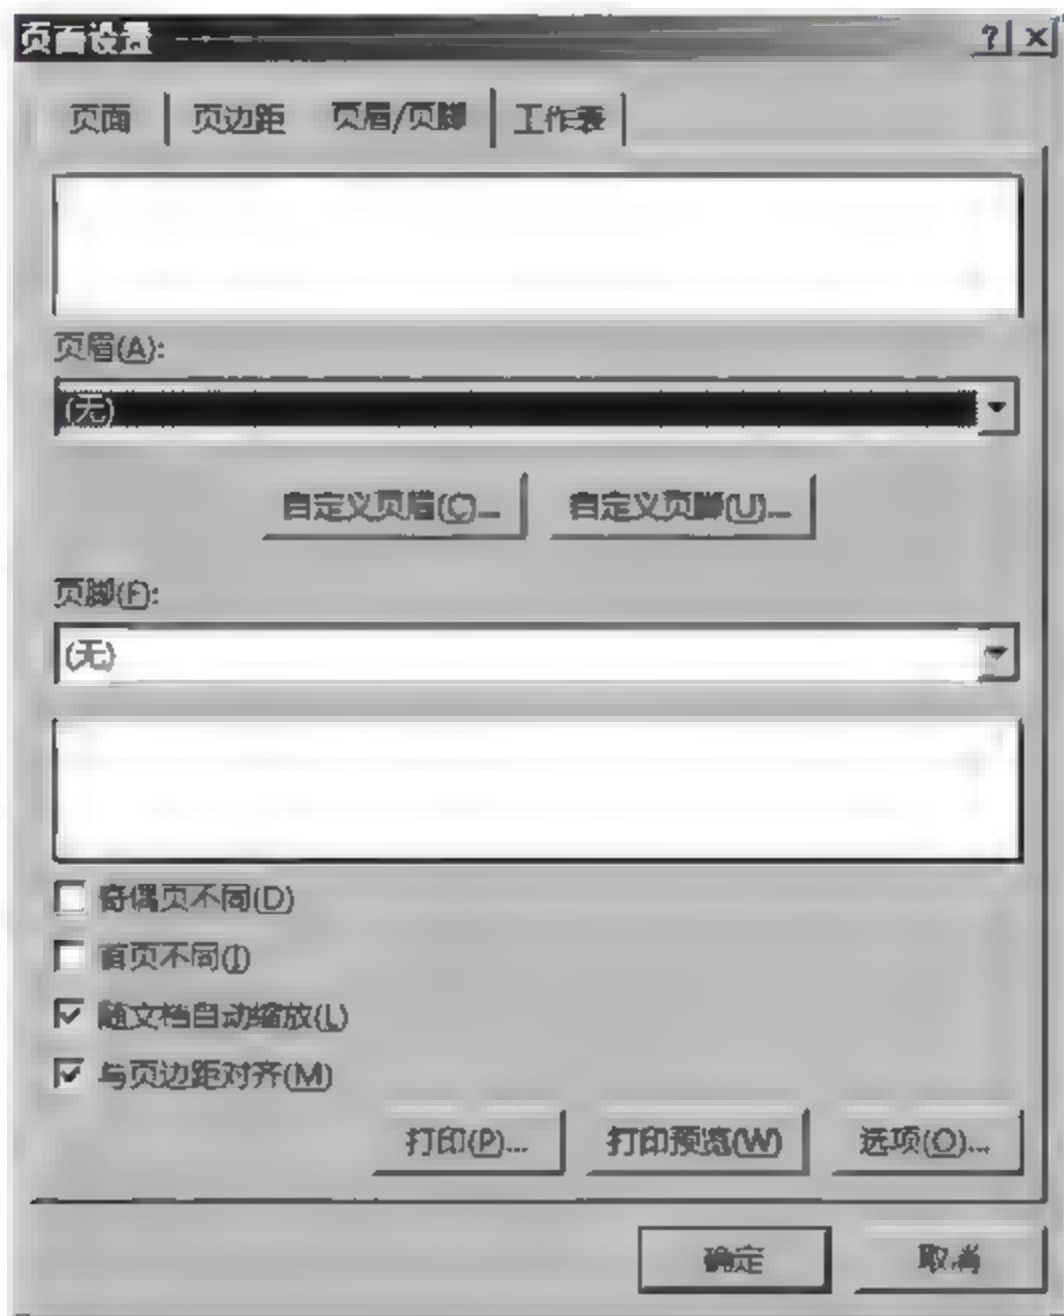 页面设置
页面 页边距 页眉/页脚 工作表
页眉(A):
(无)
自定义页眉(C)... 自定义页脚(U)...
页脚(F):
(无)
奇偶页不同(D)
首页不同(I)
随文档自动缩放(L)
与页边距对齐(M)
打印(P)... 打印预览(W) 选项(O)...
确定 取消